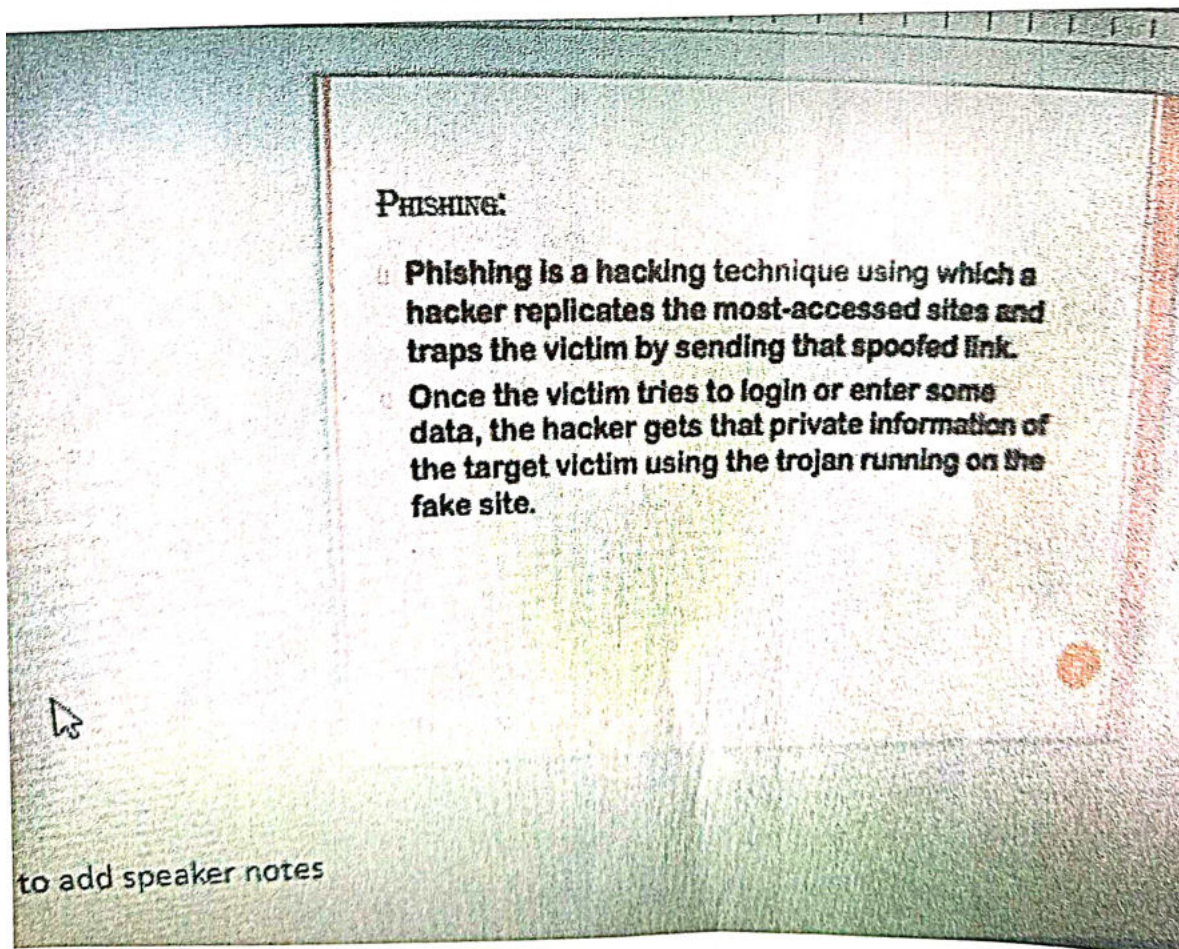 PHISHING:
Phishing is a hacking technique using which a
hacker replicates the most-accessed sites and
traps the victim by sending that spoofed link.
Once the victim tries to login or enter some
data, the hacker gets that private information of
the target victim using the trojan running on the
fake site.
to add speaker notes